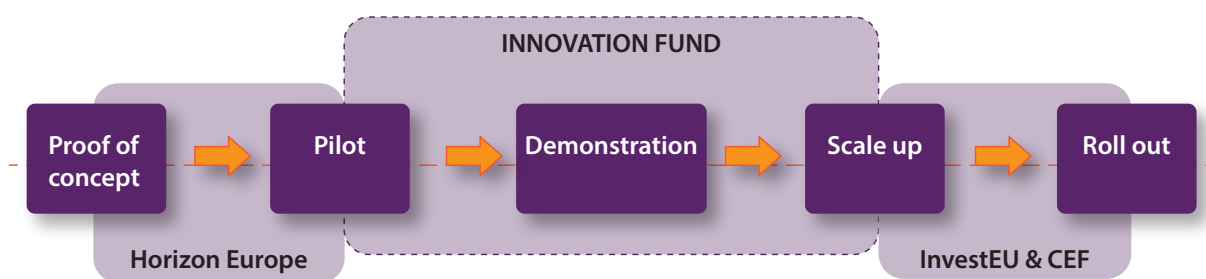 INNOVATION FUND
Proof of
concept
Pilot
Demonstration
Scale up
Roll out
Horizon Europe
InvestEU & CEF